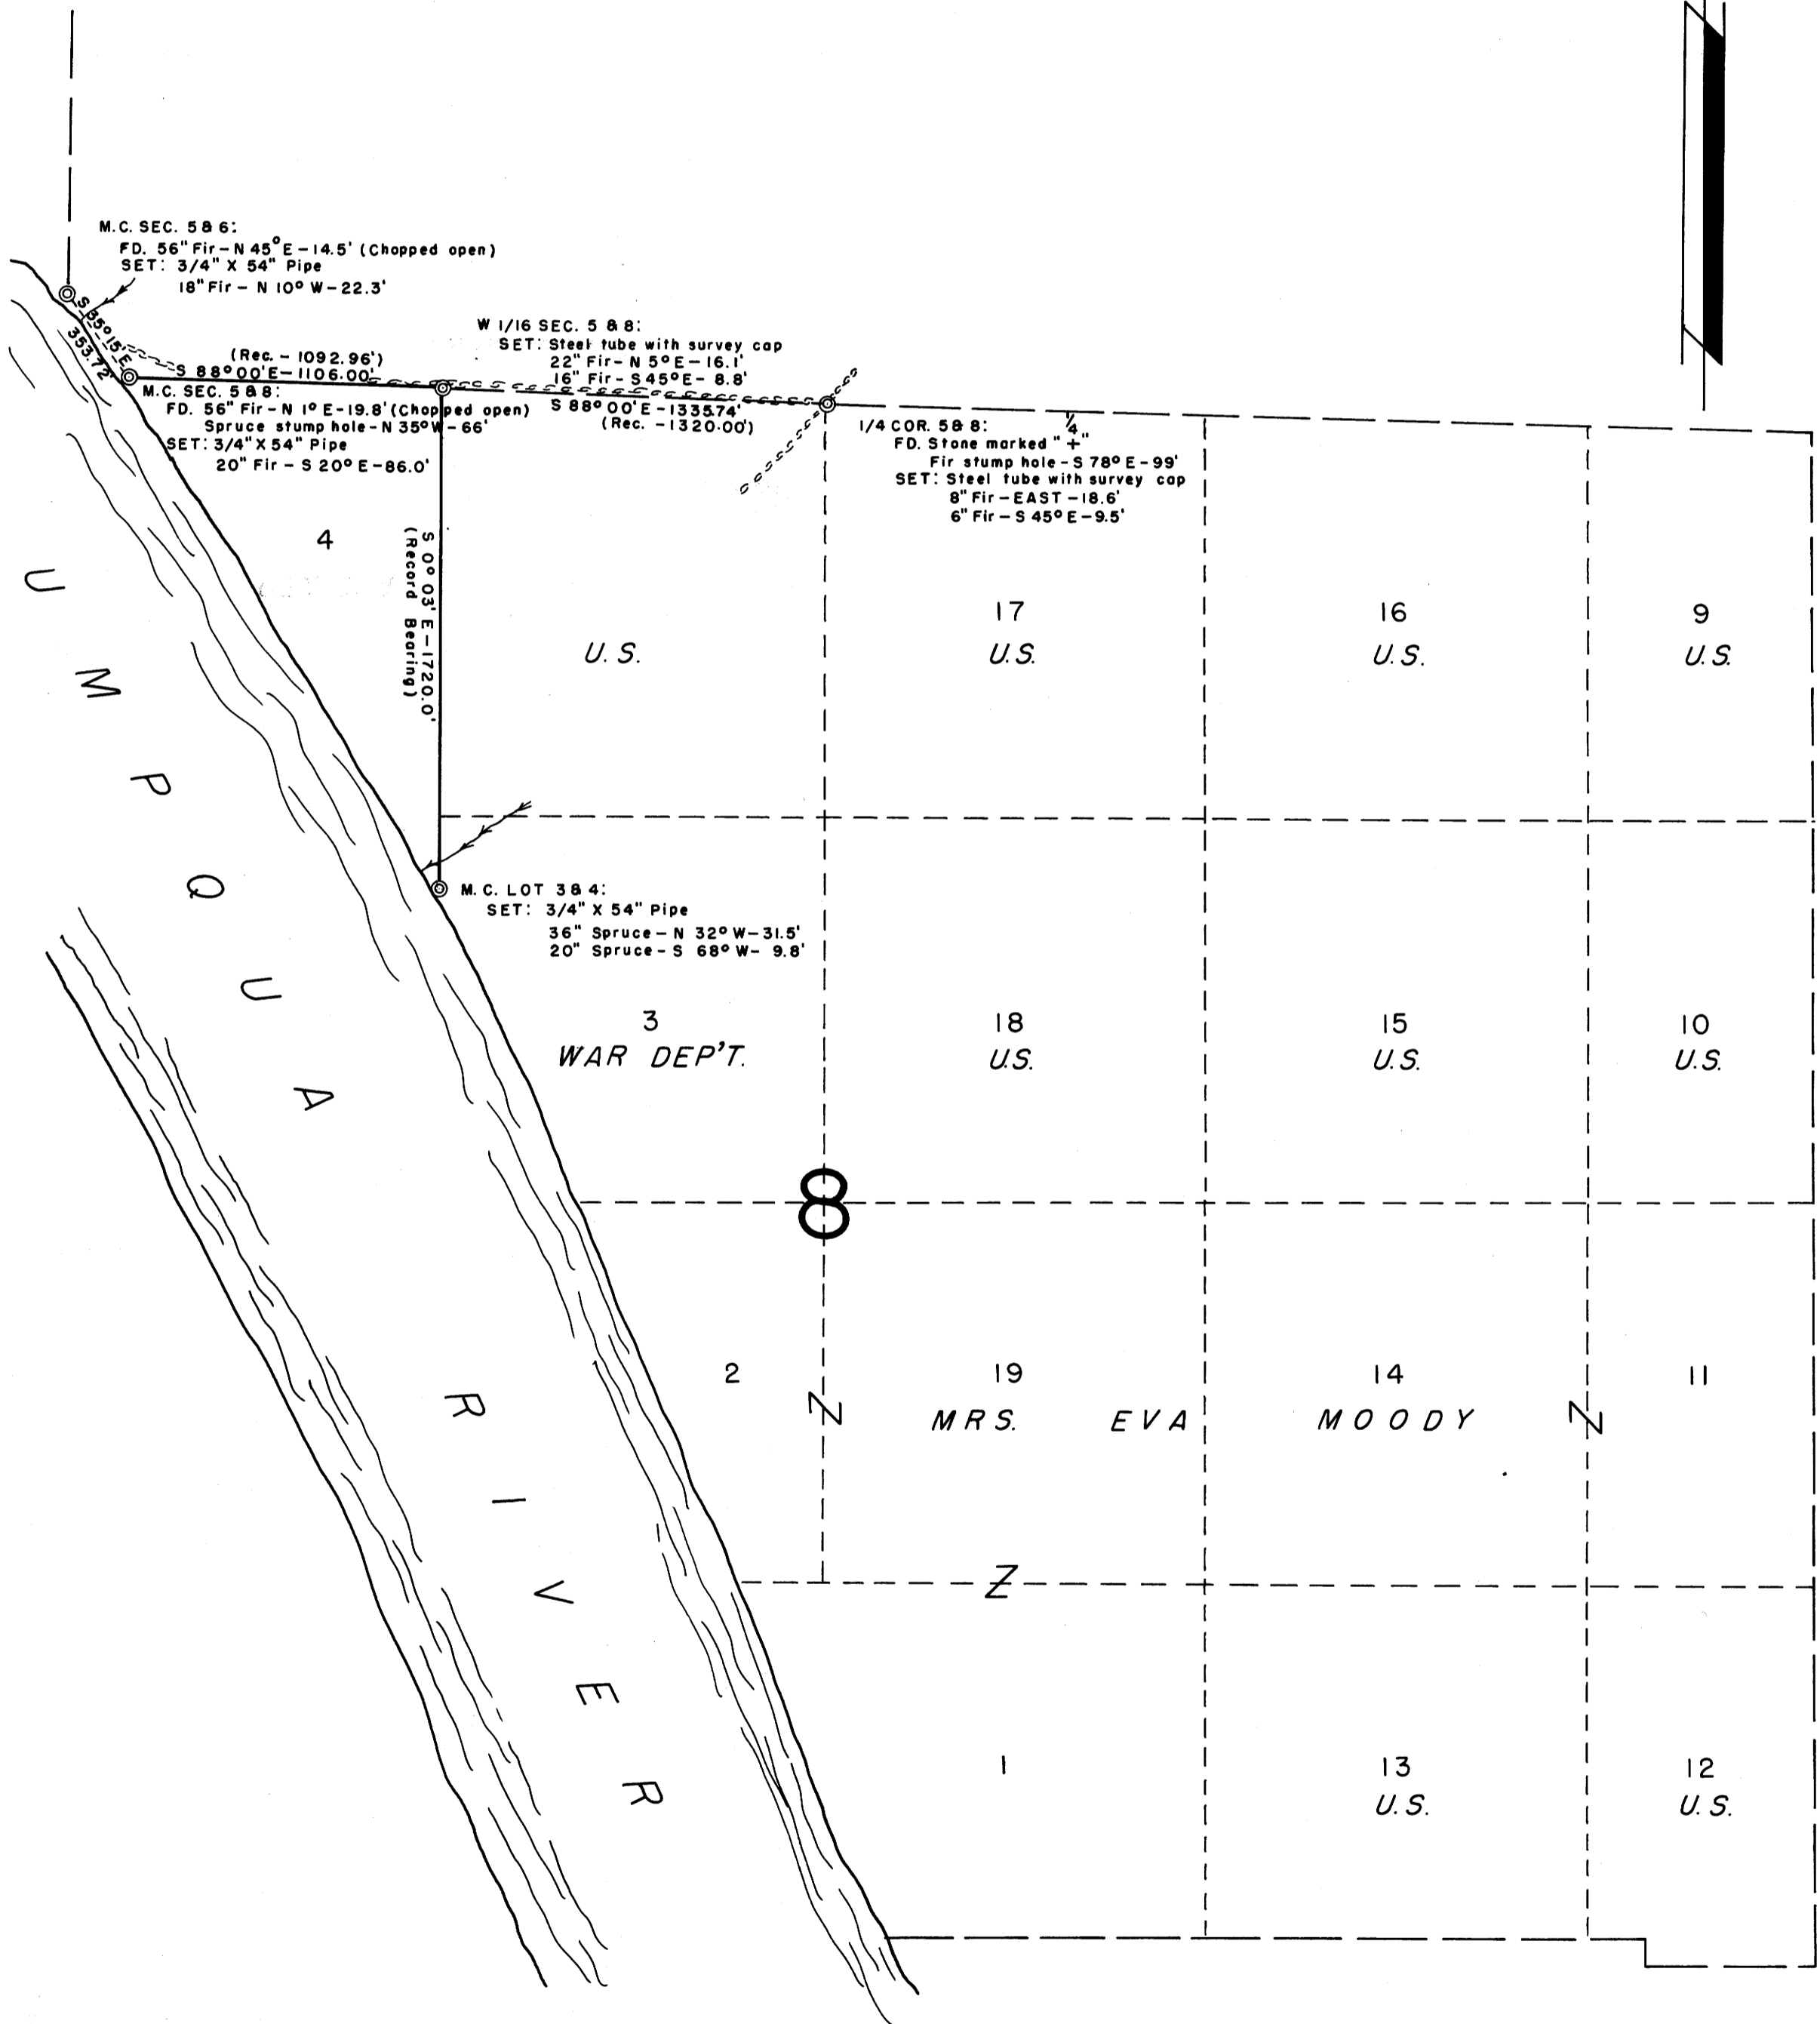 M.C. SEC. 5 & 6:
FD. 56" Fir - N 45° E - 14.5' (Chopped open)
SET: 3/4" X 54" Pipe
18" Fir - N 10° W - 22.3'
S 35° 15' E
353.72'
(Rec. - 1092.96')
S 88° 00' E - 1106.00'
W 1/16 SEC. 5 & 8:
SET: Steel tube with survey cap
22" Fir - N 5° E - 16.1'
16" Fir - S 45° E - 8.8'
S 88° 00' E - 1335.74'
(Rec. - 1320.00')
M.C. SEC. 5 & 8:
FD. 56" Fir - N 1° E - 19.8' (Chopped open)
Spruce stump hole - N 35° W - 66'
SET: 3/4" X 54" Pipe
20" Fir - S 20° E - 86.0'
1/4
1/4 COR. 5 & 8:
FD. Stone marked "+"
Fir stump hole - S 78° E - 99'
SET: Steel tube with survey cap
8" Fir - EAST - 18.6'
6" Fir - S 45° E - 9.5'
4
S 0° 03' E - 1720.0'
(Record Bearing)
U.S.
17
U.S.
16
U.S.
9
U.S.
M.C. LOT 3 & 4:
SET: 3/4" X 54" Pipe
36" Spruce - N 32° W - 31.5'
20" Spruce - S 68° W - 9.8'
3
WAR DEP'T.
18
U.S.
15
U.S.
10
U.S.
8
2
19
14
11
MRS. EVA MOODY
Z
Z
Z
1
13
U.S.
12
U.S.
UMPQUA RIVER